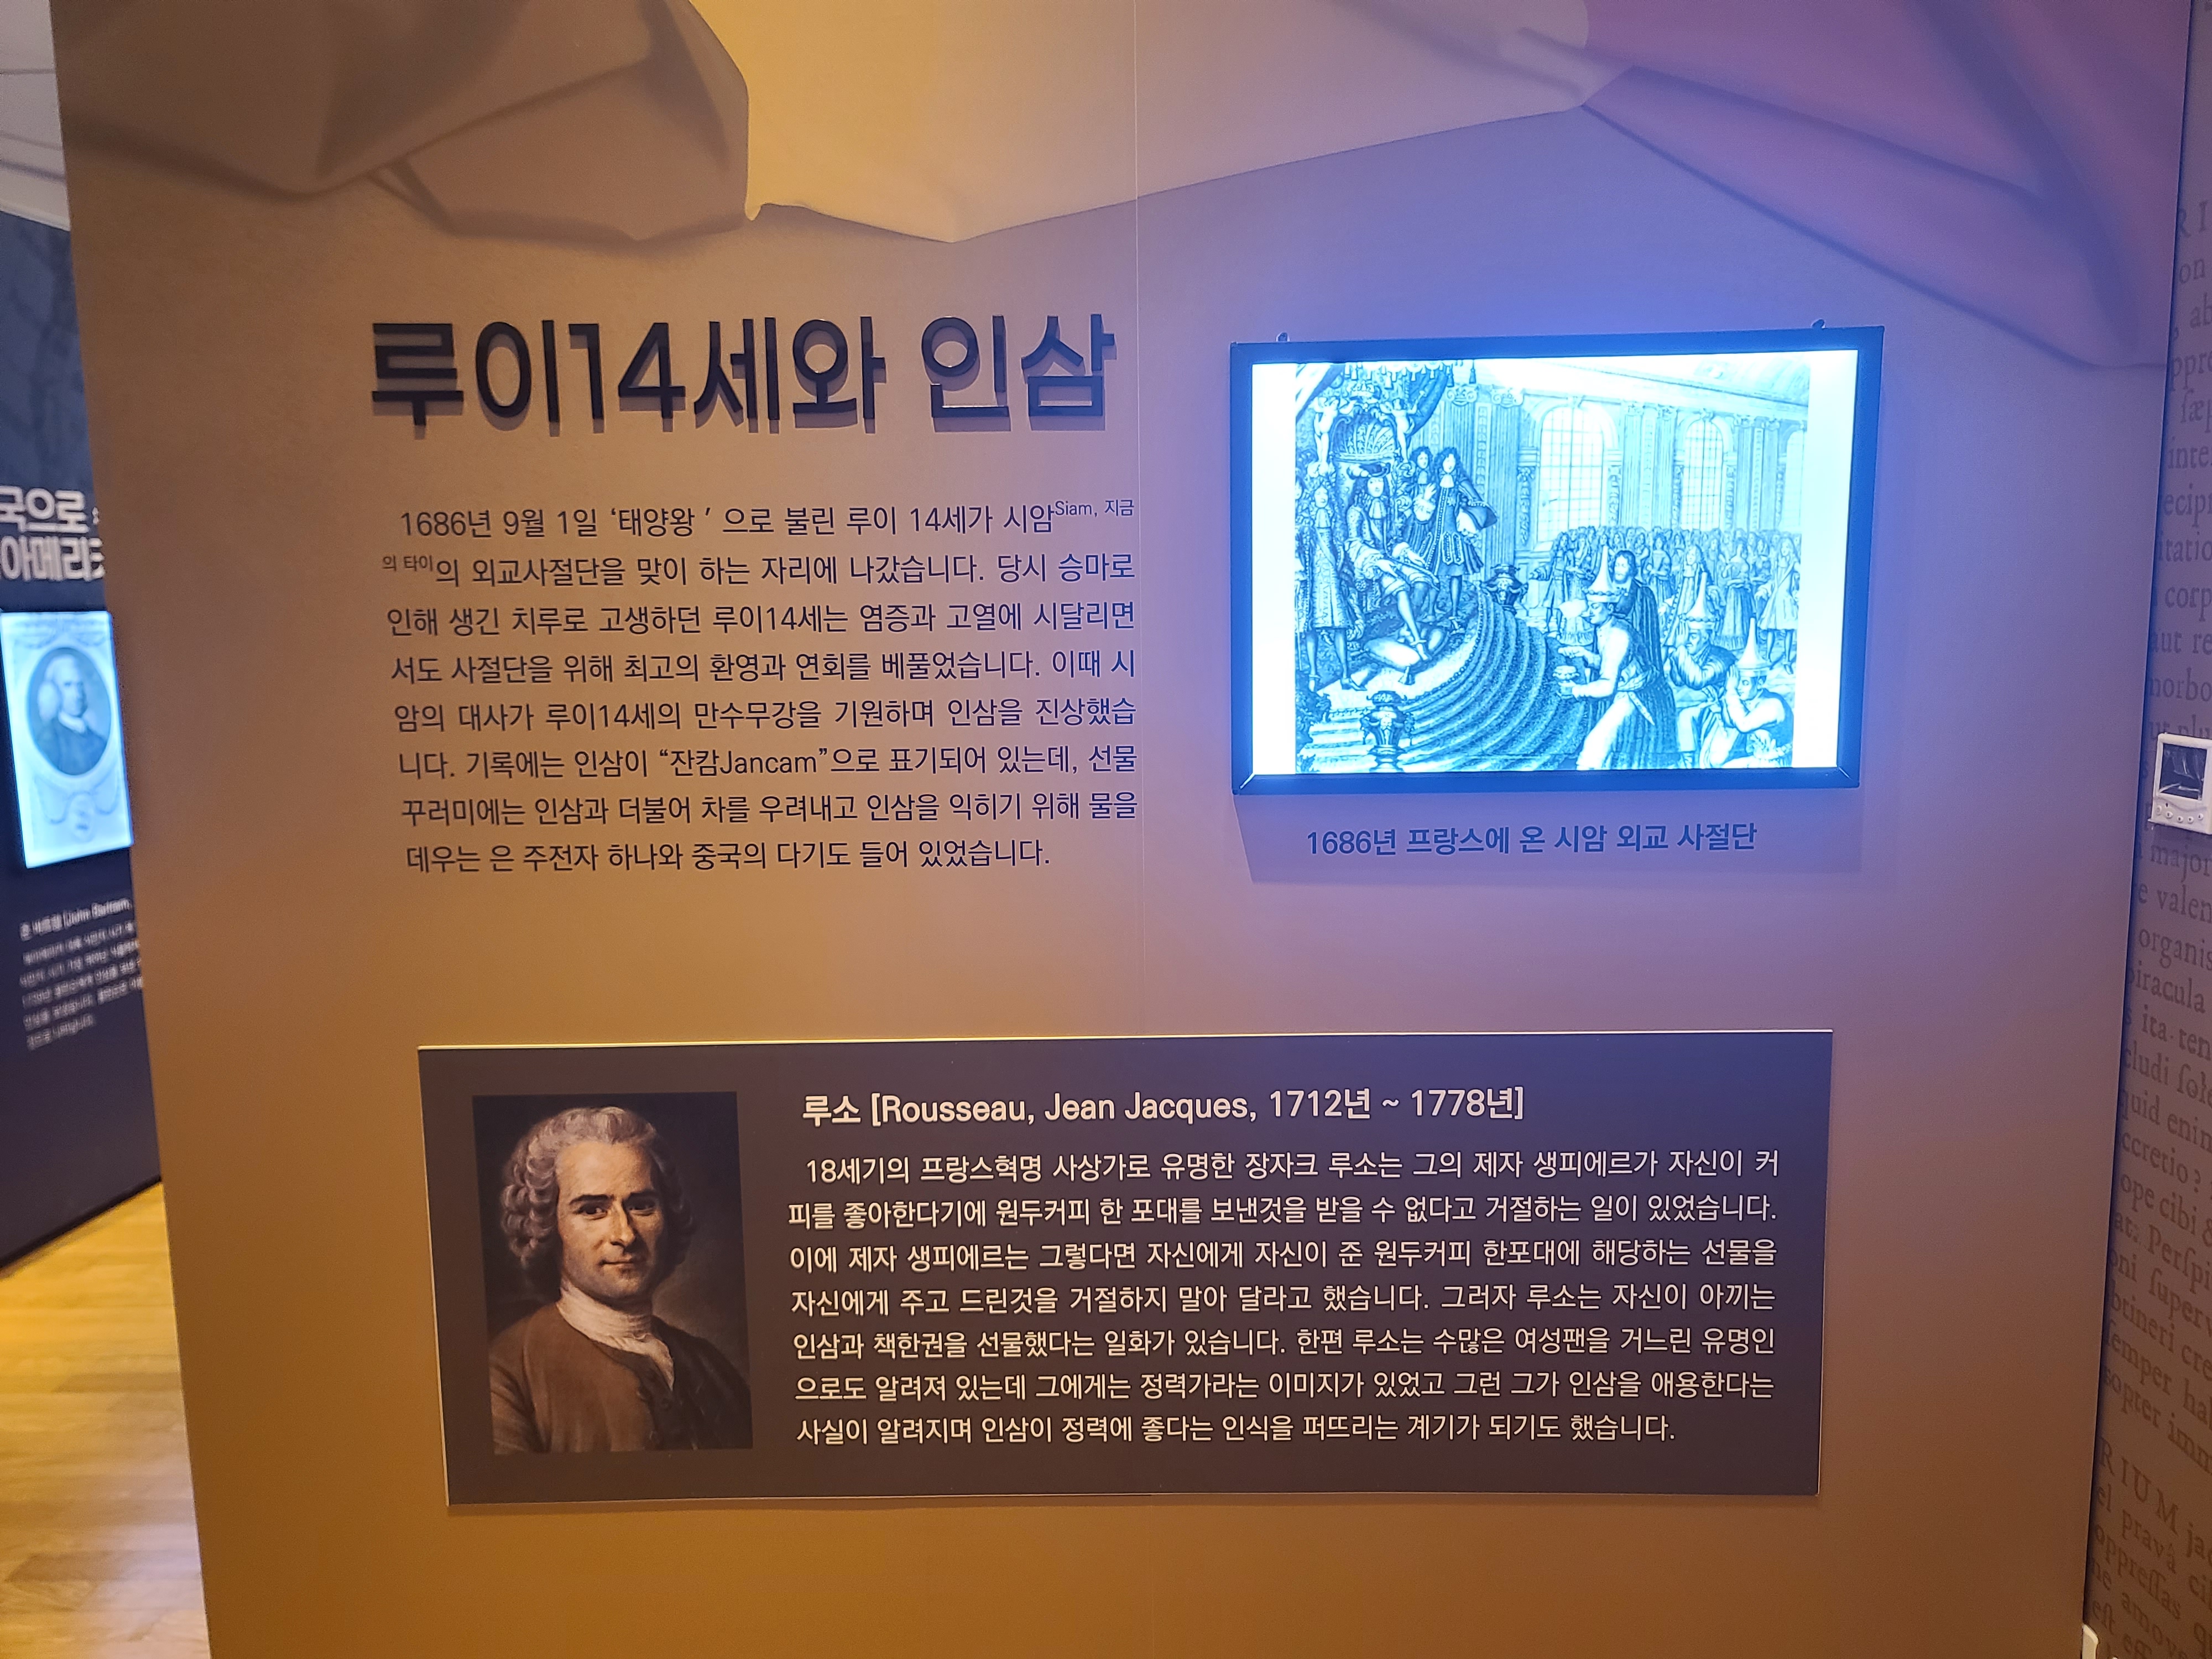 루이14세와 인삼
1686년 9월 1일 ‘태양왕 ’ 으로 불린 루이 14세가 시암Siam, 지금
의 타이의 외교사절단을 맞이 하는 자리에 나갔습니다. 당시 승마로
인해 생긴 치루로 고생하던 루이14세는 염증과 고열에 시달리면
서도 사절단을 위해 최고의 환영과 연회를 베풀었습니다. 이때 시
암의 대사가 루이14세의 만수무강을 기원하며 인삼을 진상했습
니다. 기록에는 인삼이 “잔캄Jancam”으로 표기되어 있는데, 선물
꾸러미에는 인삼과 더불어 차를 우려내고 인삼을 익히기 위해 물을
데우는 은 주전자 하나와 중국의 다기도 들어 있었습니다.
1686년 프랑스에 온 시암 외교 사절단
루소 [Rousseau, Jean Jacques, 1712년 ~ 1778년]
18세기의 프랑스혁명 사상가로 유명한 장자크 루소는 그의 제자 생피에르가 자신이 커
피를 좋아한다기에 원두커피 한 포대를 보낸것을 받을 수 없다고 거절하는 일이 있었습니다.
이에 제자 생피에르는 그렇다면 자신에게 자신이 준 원두커피 한포대에 해당하는 선물을
자신에게 주고 드린것을 거절하지 말아 달라고 했습니다. 그러자 루소는 자신이 아끼는
인삼과 책한권을 선물했다는 일화가 있습니다. 한편 루소는 수많은 여성팬을 거느린 유명인
으로도 알려져 있는데 그에게는 정력가라는 이미지가 있었고 그런 그가 인삼을 애용한다는
사실이 알려지며 인삼이 정력에 좋다는 인식을 퍼뜨리는 계기가 되기도 했습니다.
국으로